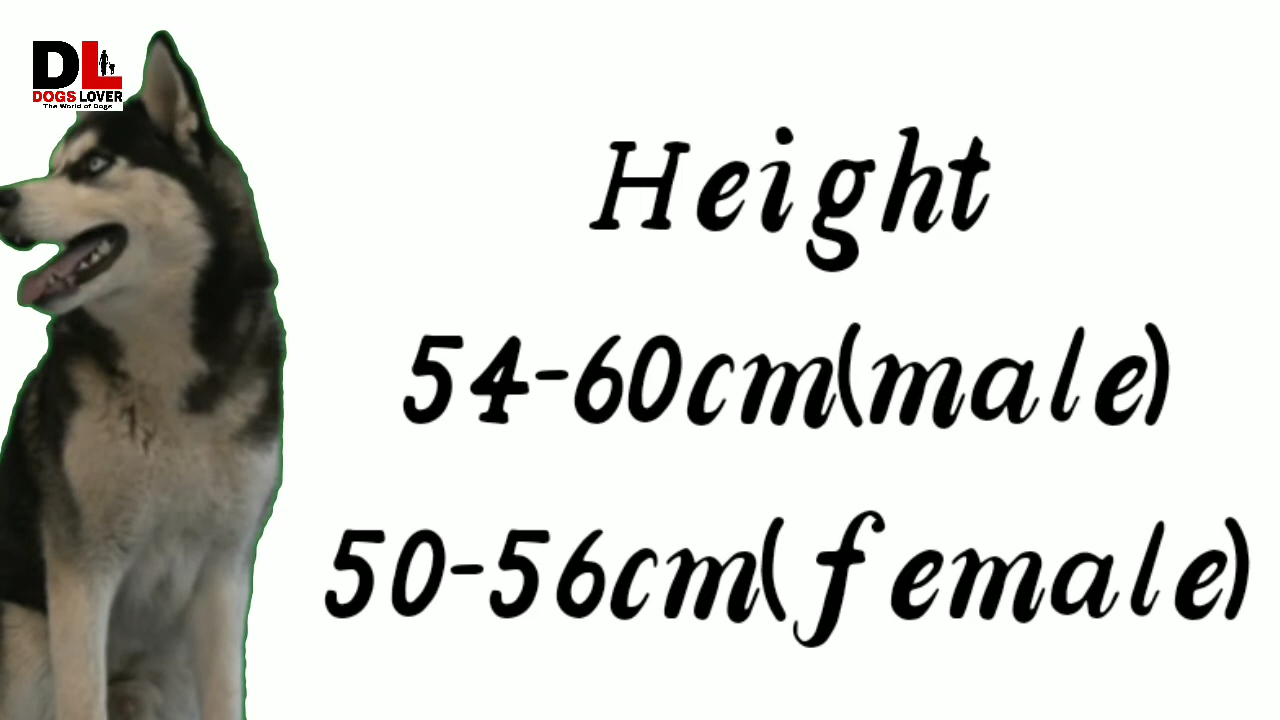 DL
DOGS LOVER
The World of Dogs
Height
54-60cm(male)
50-56cm(female)